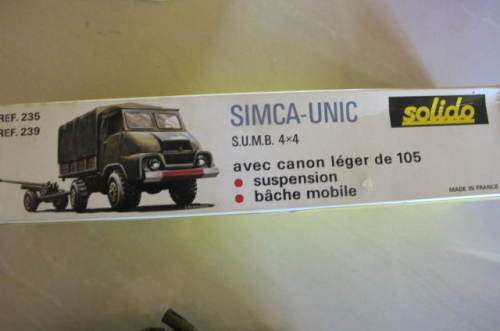 REF. 235
REF. 239
SIMCA-UNIC
S.U.M.B. 4×4
avec canon léger de 105
suspension
bâche mobile
solido
MADE IN FRANCE